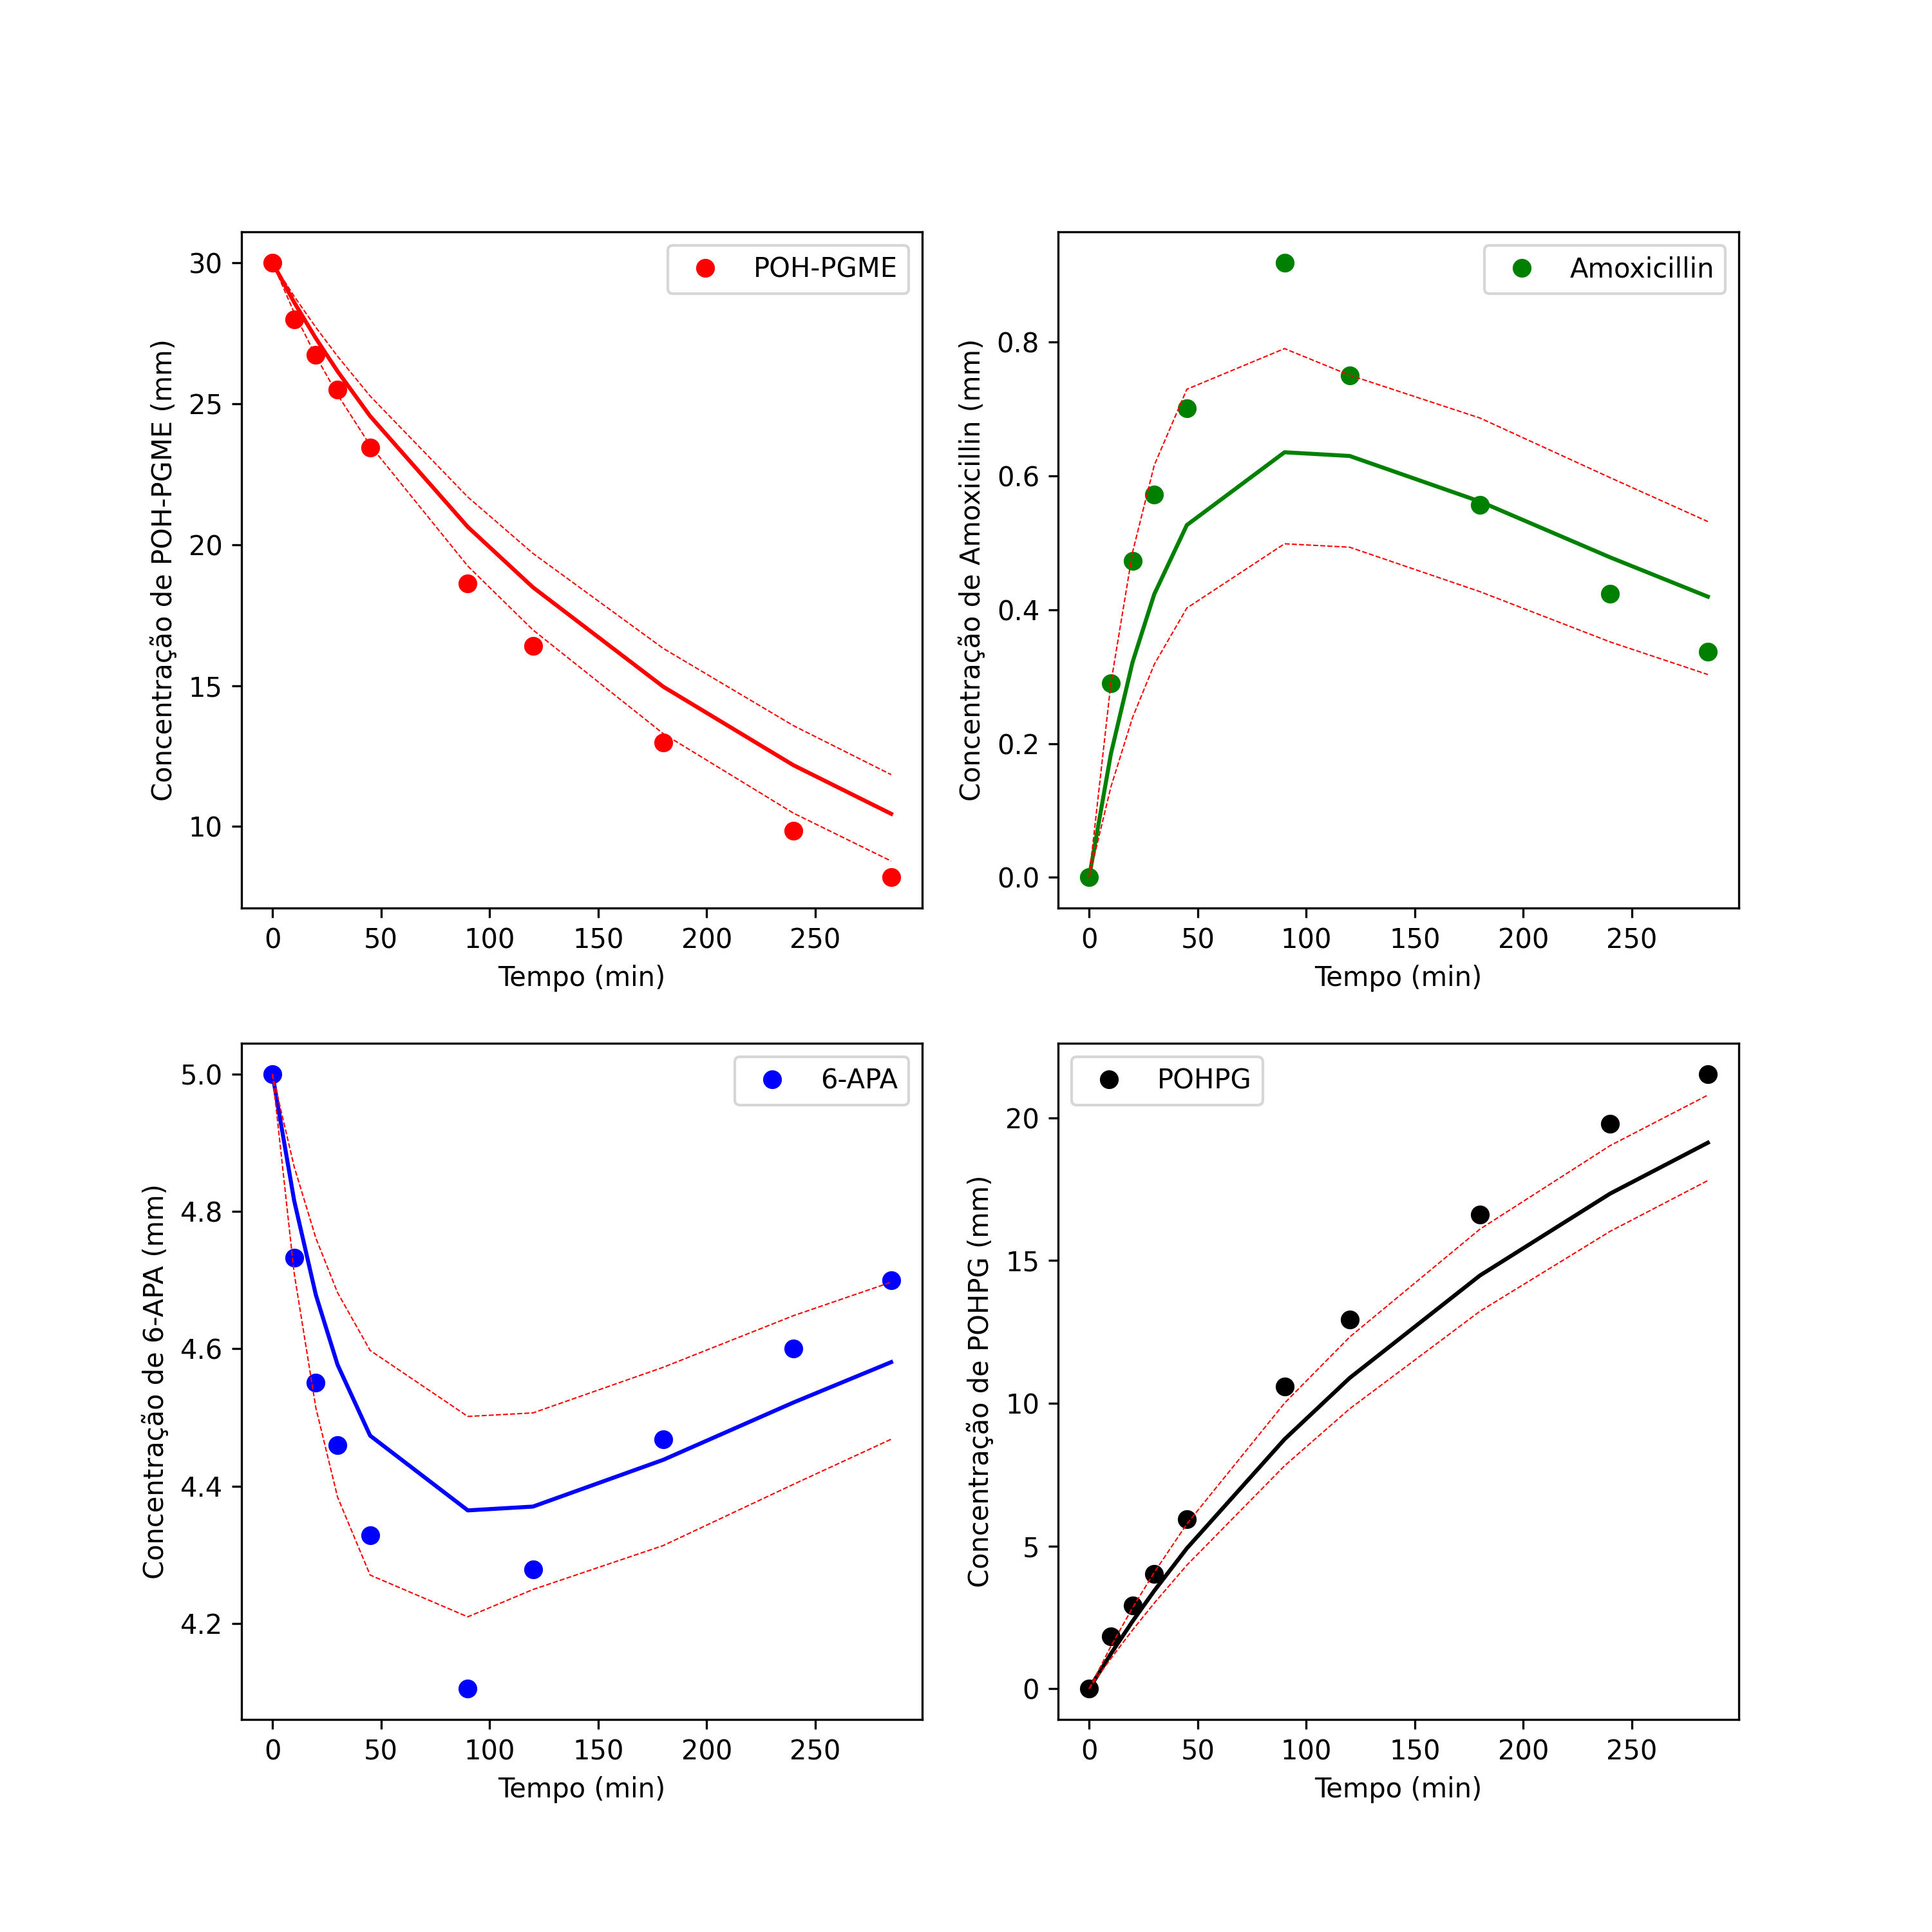 POH-PGME
30
25
20
15
10
Concentração de POH-PGME (mm)
0 50 100 150 200 250
Tempo (min)
Amoxicillin
0.8
0.6
0.4
0.2
0.0
Concentração de Amoxicillin (mm)
0 50 100 150 200 250
Tempo (min)
6-APA
5.0
4.8
4.6
4.4
4.2
Concentração de 6-APA (mm)
0 50 100 150 200 250
Tempo (min)
POHPG
20
15
10
5
0
Concentração de POHPG (mm)
0 50 100 150 200 250
Tempo (min)